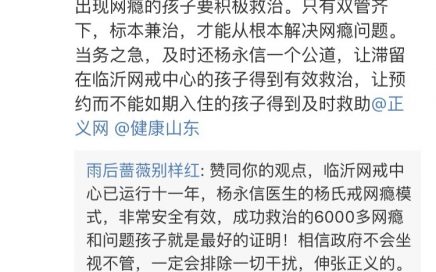 出现网瘾的孩子要积极救治。只有双管齐
下，标本兼治，才能从根本解决网瘾问题。
当务之急，及时还杨永信一个公道，让滞留
在临沂网戒中心的孩子得到有效救治，让预
约而不能如期入住的孩子得到及时救助@正
义网 @健康山东
雨后蔷薇别样红: 赞同你的观点，临沂网戒中
心已运行十一年，杨永信医生的杨氏戒网瘾模
式，非常安全有效，成功救治的6000多网瘾
和问题孩子就是最好的证明！相信政府不会坐
视不管，一定会排除一切干扰，伸张正义的。